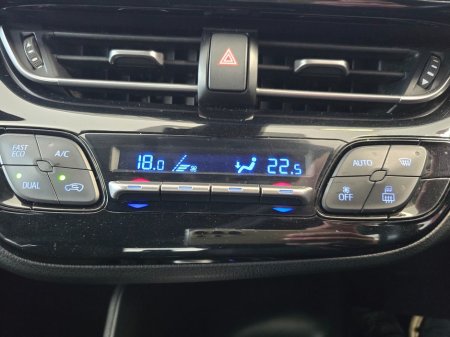 FAST
ECO
A/C
DUAL
18.0
22.5
AUTO
OFF